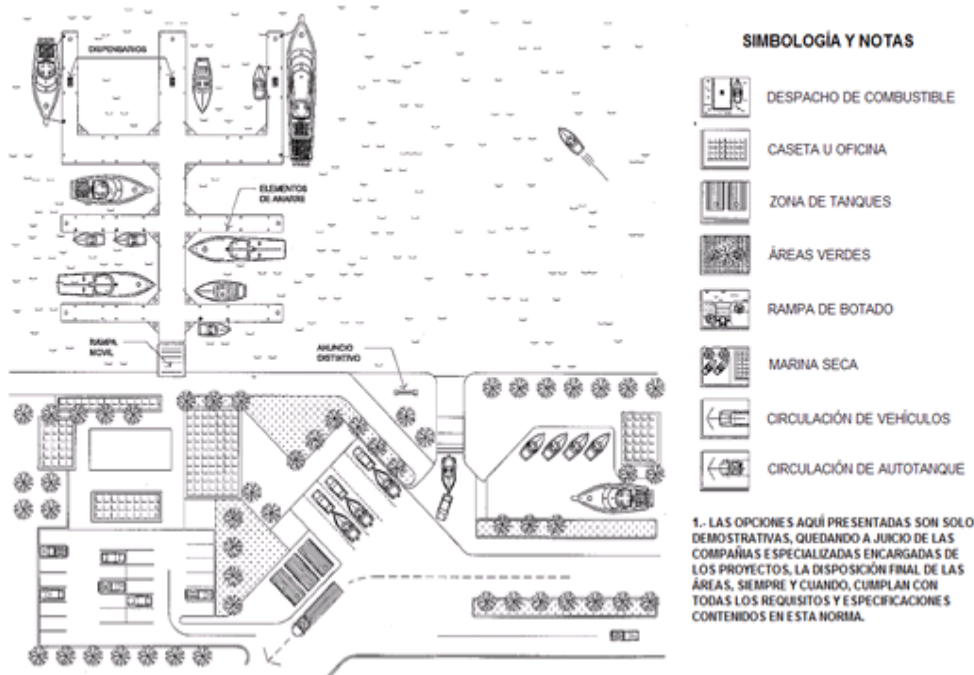 SIMBOLOGÍA Y NOTAS
DISPENSARIOS
DESPACHO DE COMBUSTIBLE
CASETA U OFICINA
ELEMENTOS
DE AMARRE
ZONA DE TANQUES
ÁREAS VERDES
RAMPA DE BOTADO
RAMPA
MOVIL
ANUNCIO
DISTINTIVO
MARINA SECA
CIRCULACIÓN DE VEHÍCULOS
CIRCULACIÓN DE AUTOTANQUE
1.- LAS OPCIONES AQUÍ PRESENTADAS SON SOLO
DEMOSTRATIVAS, QUEDANDO A JUICIO DE LAS
COMPAÑIAS ESPECIALIZADAS ENCARGADAS DE
LOS PROYECTOS, LA DISPOSICIÓN FINAL DE LAS
ÁREAS, SIEMPRE Y CUANDO, CUMPLAN CON
TODAS LOS REQUISITOS Y ESPECIFICACIONES
CONTENIDOS EN ESTA NORMA.